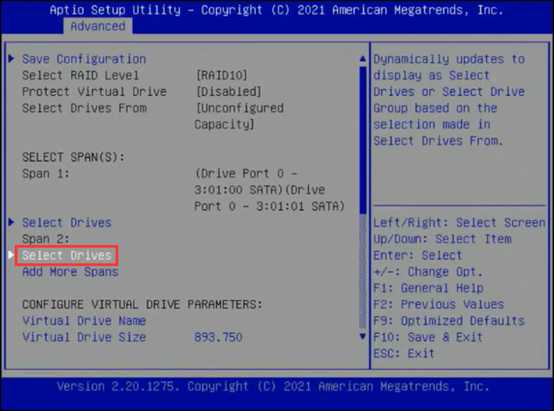 Aptio Setup Utility - Copyright (C) 2021 American Megatrends, Inc.
Advanced
Save Configuration
Select RAID Level [RAID10]
Protect Virtual Drive [Disabled]
Select Drives From [Unconfigured
Capacity]
SELECT SPAN(S):
Span 1: (Drive Port 0 -
3:01:00 SATA)(Drive
Port 0 - 3:01:01 SATA)
Select Drives
Span 2:
Select Drives
Add More Spans
CONFIGURE VIRTUAL DRIVE PARAMETERS:
Virtual Drive Name
Virtual Drive Size 893.750
Dynamically updates to
display as Select
Drives or Select Drive
Group based on the
selection made in
Select Drives From.
Left/Right: Select Screen
Up/Down: Select Item
Enter: Select
+/-: Change Opt.
F1: General Help
F2: Previous Values
F9: Optimized Defaults
F10: Save & Exit
ESC: Exit
Version 2.20.1275. Copyright (C) 2021 American Megatrends, Inc.